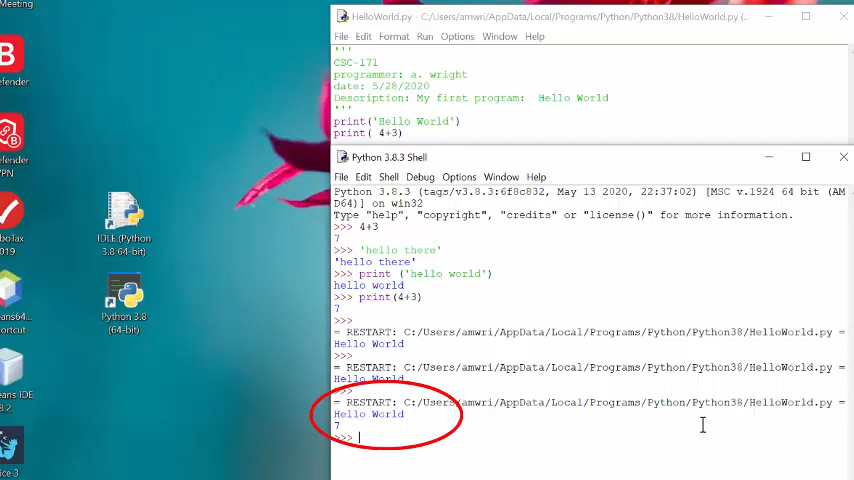 Meeting
efender
efender
VPN
boTax
019
eans64...
ortcut
eans IDE
8.2
ice 3
IDLE (Python
3.8 64-bit)
Python 3.8
(64-bit)
HelloWorld.py - C:/Users/amwri/AppData/Local/Programs/Python/Python38/HelloWorld.py (...
File Edit Format Run Options Window Help
'''
CSC-171
programmer: a. wright
date: 5/28/2020
Description: My first program:  Hello World
'''
print('Hello World')
print( 4+3)
Python 3.8.3 Shell
File Edit Shell Debug Options Window Help
Python 3.8.3 (tags/v3.8.3:6f8c832, May 13 2020, 22:37:02) [MSC v.1924 64 bit (AM
D64)] on win32
Type "help", "copyright", "credits" or "license()" for more information.
>>> 4+3
7
>>> 'hello there'
'hello there'
>>> print ('hello world')
hello world
>>> print(4+3)
7
>>>
= RESTART: C:/Users/amwri/AppData/Local/Programs/Python/Python38/HelloWorld.py =
Hello World
>>>
= RESTART: C:/Users/amwri/AppData/Local/Programs/Python/Python38/HelloWorld.py =
Hello World
>>>
= RESTART: C:/Users/amwri/AppData/Local/Programs/Python/Python38/HelloWorld.py =
Hello World
7
>>>